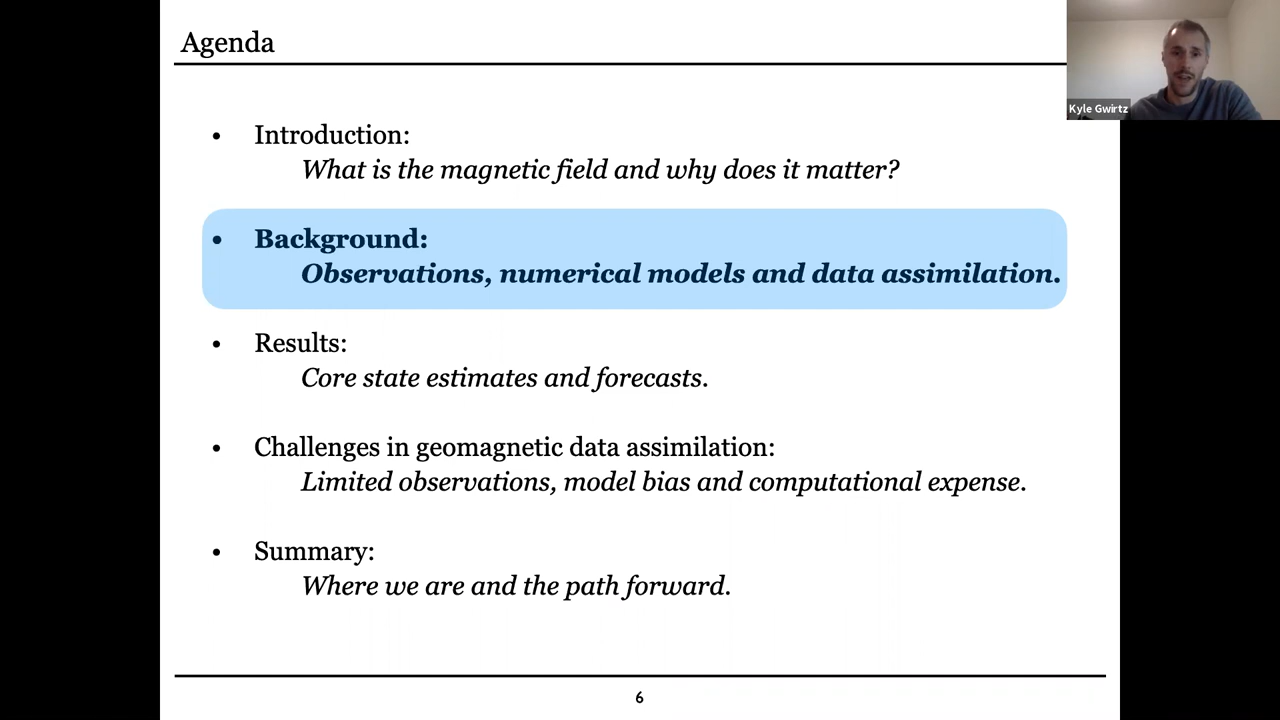 Agenda
Kyle Gwirtz
• Introduction:
What is the magnetic field and why does it matter?
• Background:
Observations, numerical models and data assimilation.
• Results:
Core state estimates and forecasts.
• Challenges in geomagnetic data assimilation:
Limited observations, model bias and computational expense.
• Summary:
Where we are and the path forward.
6